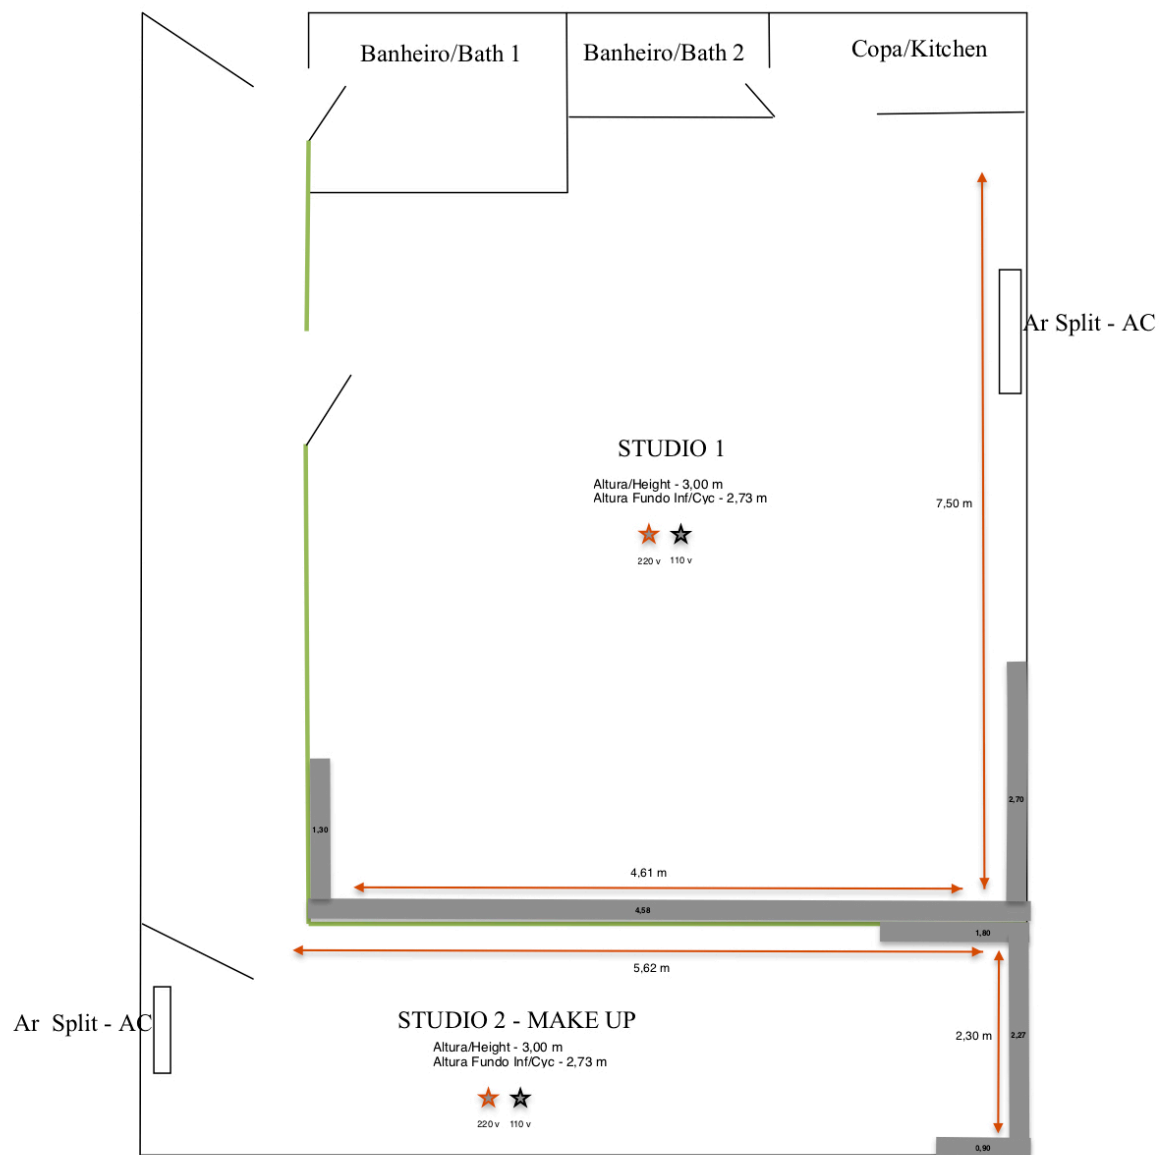 Banheiro/Bath 1
Banheiro/Bath 2
Copa/Kitchen
Ar Split - AC
STUDIO 1
Altura/Height - 3,00 m
Altura Fundo Inf/Cyc - 2,73 m
7,50 m
220 v
110 v
2,70
1,30
4,61 m
4,58
1,80
5,62 m
Ar Split - AC
STUDIO 2 - MAKE UP
2,30 m
2,27
Altura/Height - 3,00 m
Altura Fundo Inf/Cyc - 2,73 m
220 v
110 v
0,90